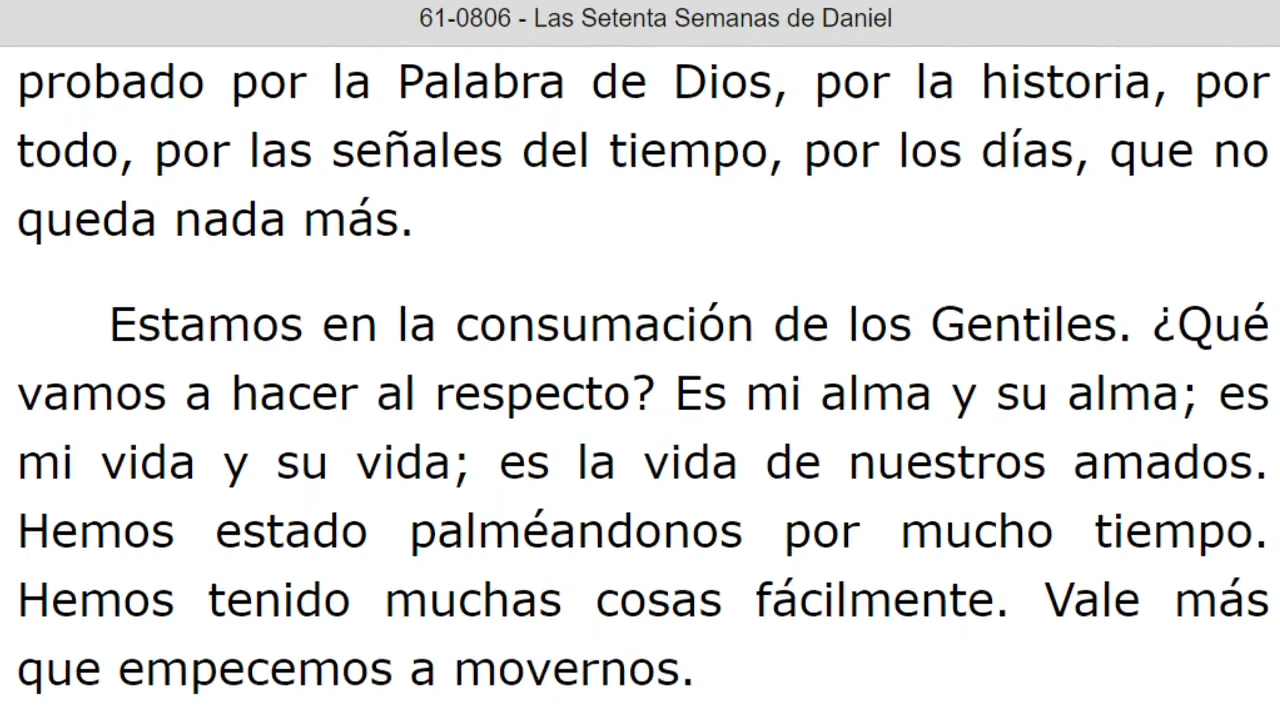 61-0806 - Las Setenta Semanas de Daniel
probado por la Palabra de Dios, por la historia, por
todo, por las señales del tiempo, por los días, que no
queda nada más.
Estamos en la consumación de los Gentiles. ¿Qué
vamos a hacer al respecto? Es mi alma y su alma; es
mi vida y su vida; es la vida de nuestros amados.
Hemos estado palméandonos por mucho tiempo.
Hemos tenido muchas cosas fácilmente. Vale más
que empecemos a movernos.